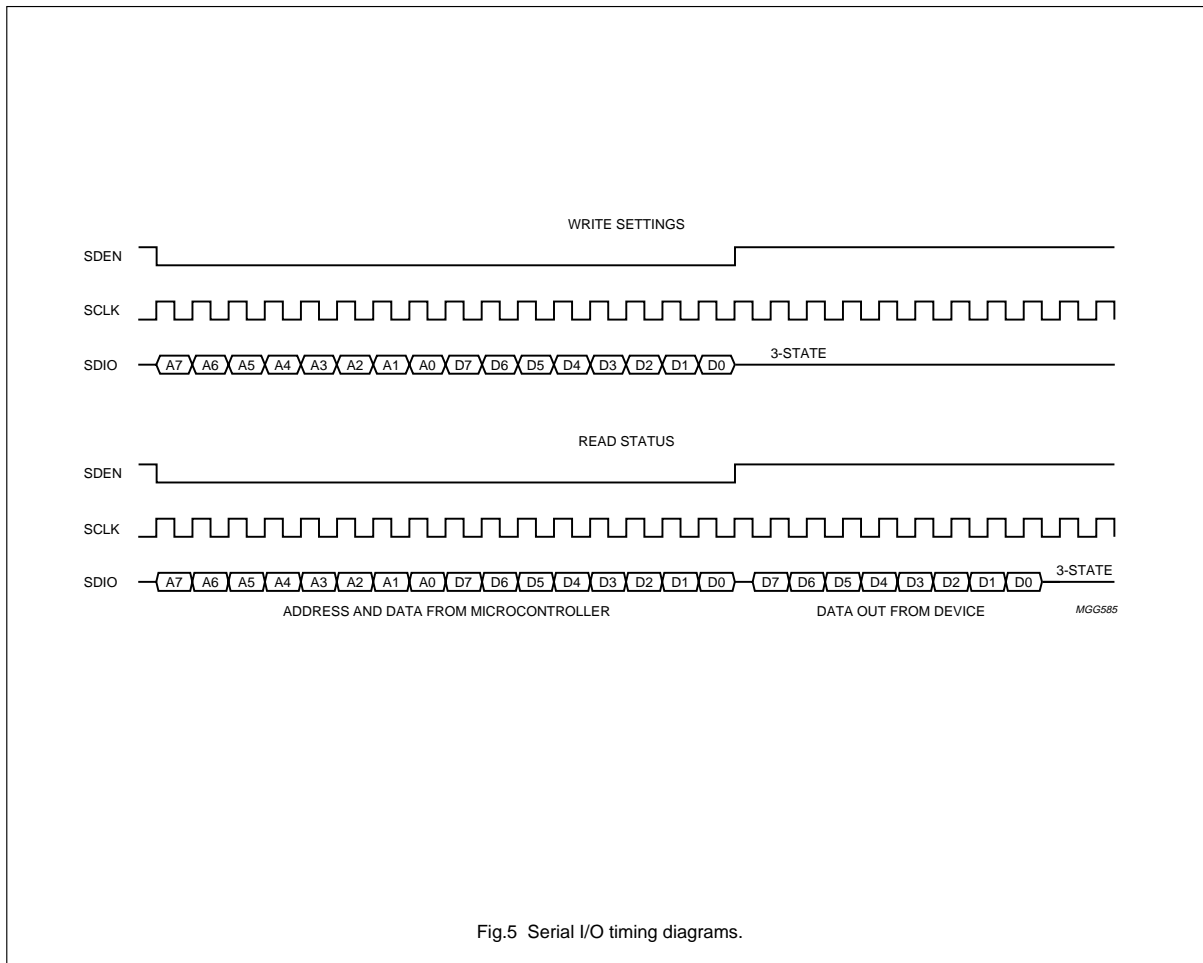 WRITE SETTINGS
SDEN
SCLK
SDIO A7 A6 A5 A4 A3 A2 A1 A0 D7 D6 D5 D4 D3 D2 D1 D0 3-STATE
READ STATUS
SDEN
SCLK
SDIO A7 A6 A5 A4 A3 A2 A1 A0 D7 D6 D5 D4 D3 D2 D1 D0 D7 D6 D5 D4 D3 D2 D1 D0 3-STATE
ADDRESS AND DATA FROM MICROCONTROLLER DATA OUT FROM DEVICE MGG585
Fig.5 Serial I/O timing diagrams.